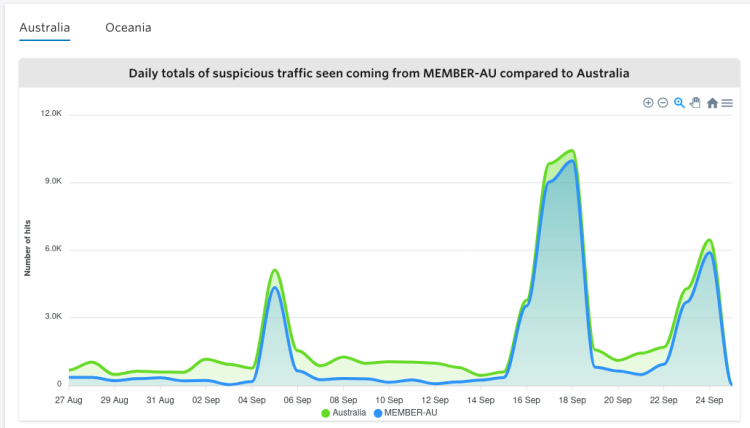 Australia Oceania
Daily totals of suspicious traffic seen coming from MEMBER-AU compared to Australia
12.0K
9.0K
6.0K
3.0K
0
Number of hits
27 Aug 29 Aug 31 Aug 02 Sep 04 Sep 06 Sep 08 Sep 10 Sep 12 Sep 14 Sep 16 Sep 18 Sep 20 Sep 22 Sep 24 Sep
Australia MEMBER-AU